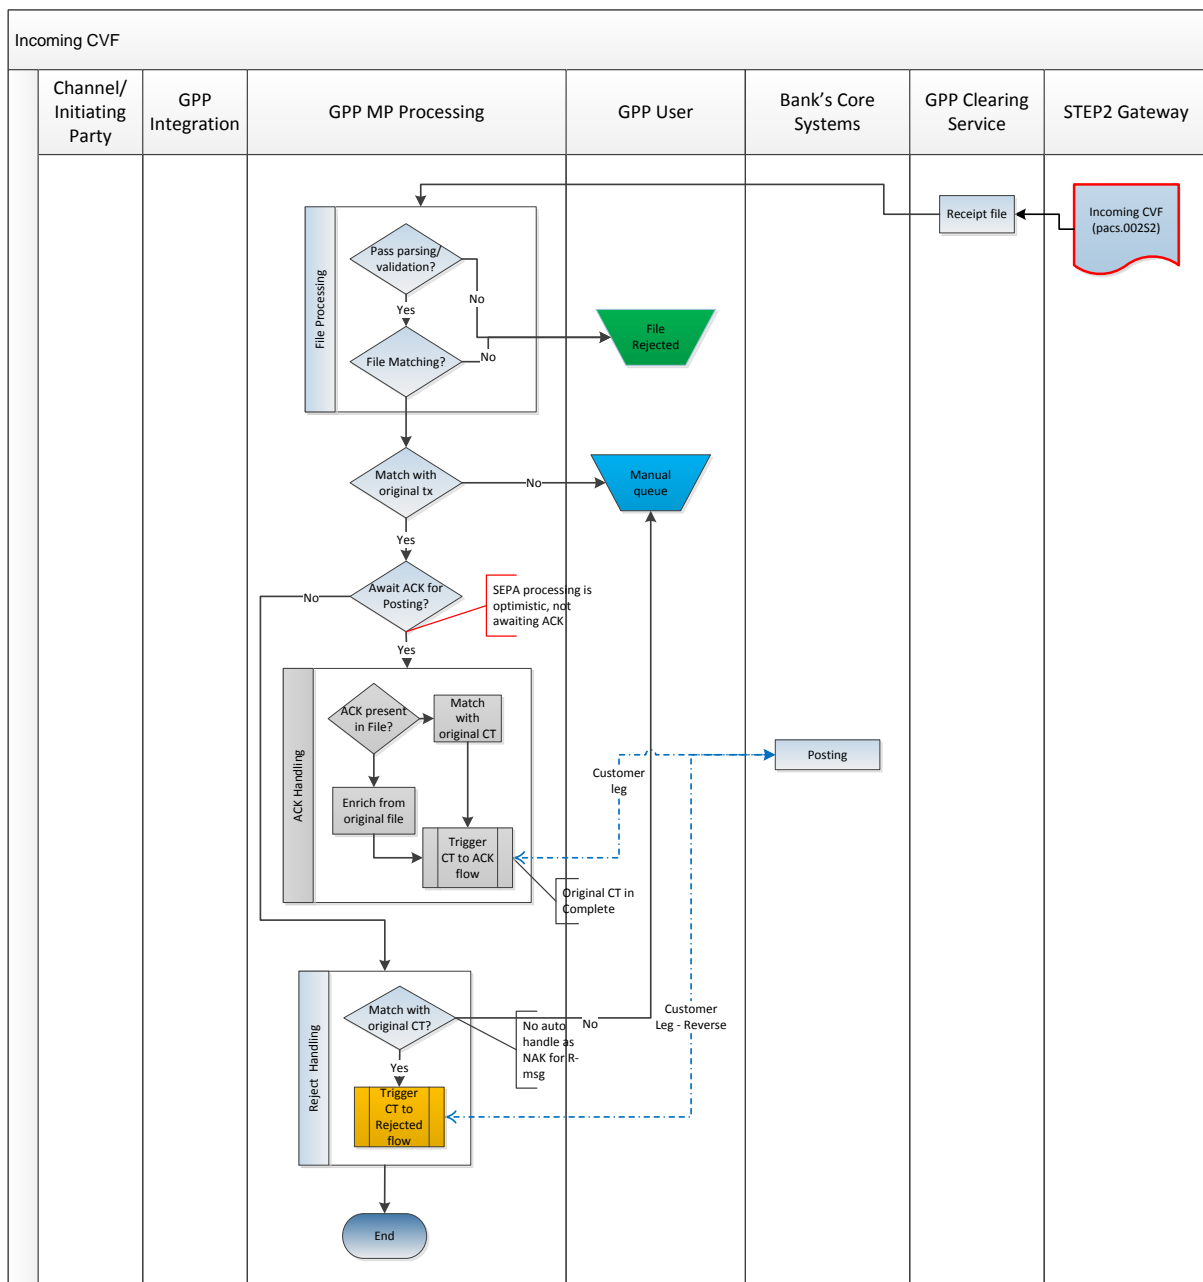 Incoming CVF
Channel/
Initiating
Party
GPP
Integration
GPP MP Processing
GPP User
Bank's Core
Systems
GPP Clearing
Service
STEP2 Gateway
Incoming CVF
(pacs.002S2)
Receipt file
File Processing
Pass parsing/
validation?
No
Yes
File Matching?
No
File
Rejected
Match with
original tx
No
Manual
queue
Yes
Await ACK for
Posting?
No
SEPA processing is
optimistic, not
awaiting ACK
Yes
ACK Handling
ACK present
in File?
Match
with
original CT
Enrich from
original file
Trigger
CT to ACK
flow
Customer
leg
Posting
Original CT in
Complete
Reject Handling
Match with
original CT?
No auto
handle as
NAK for R-
msg
No
Customer
Leg - Reverse
Yes
Trigger
CT to
Rejected
flow
End